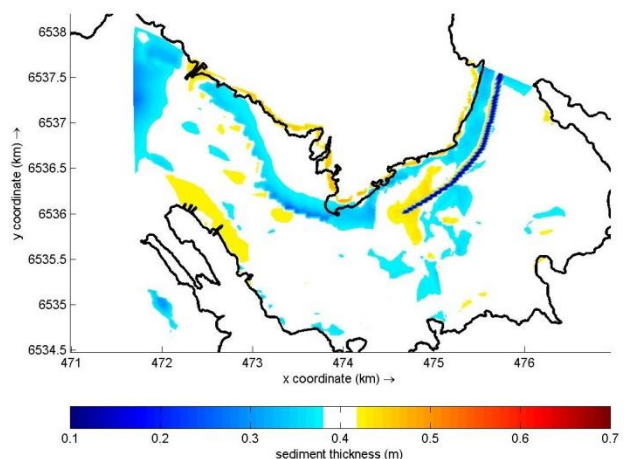 6538
6537.5
6537
6536.5
6536
6535.5
6535
6534.5
y coordinate (km) →
471 472 473 474 475 476
x coordinate (km) →
0.1 0.2 0.3 0.4 0.5 0.6 0.7
sediment thickness (m)